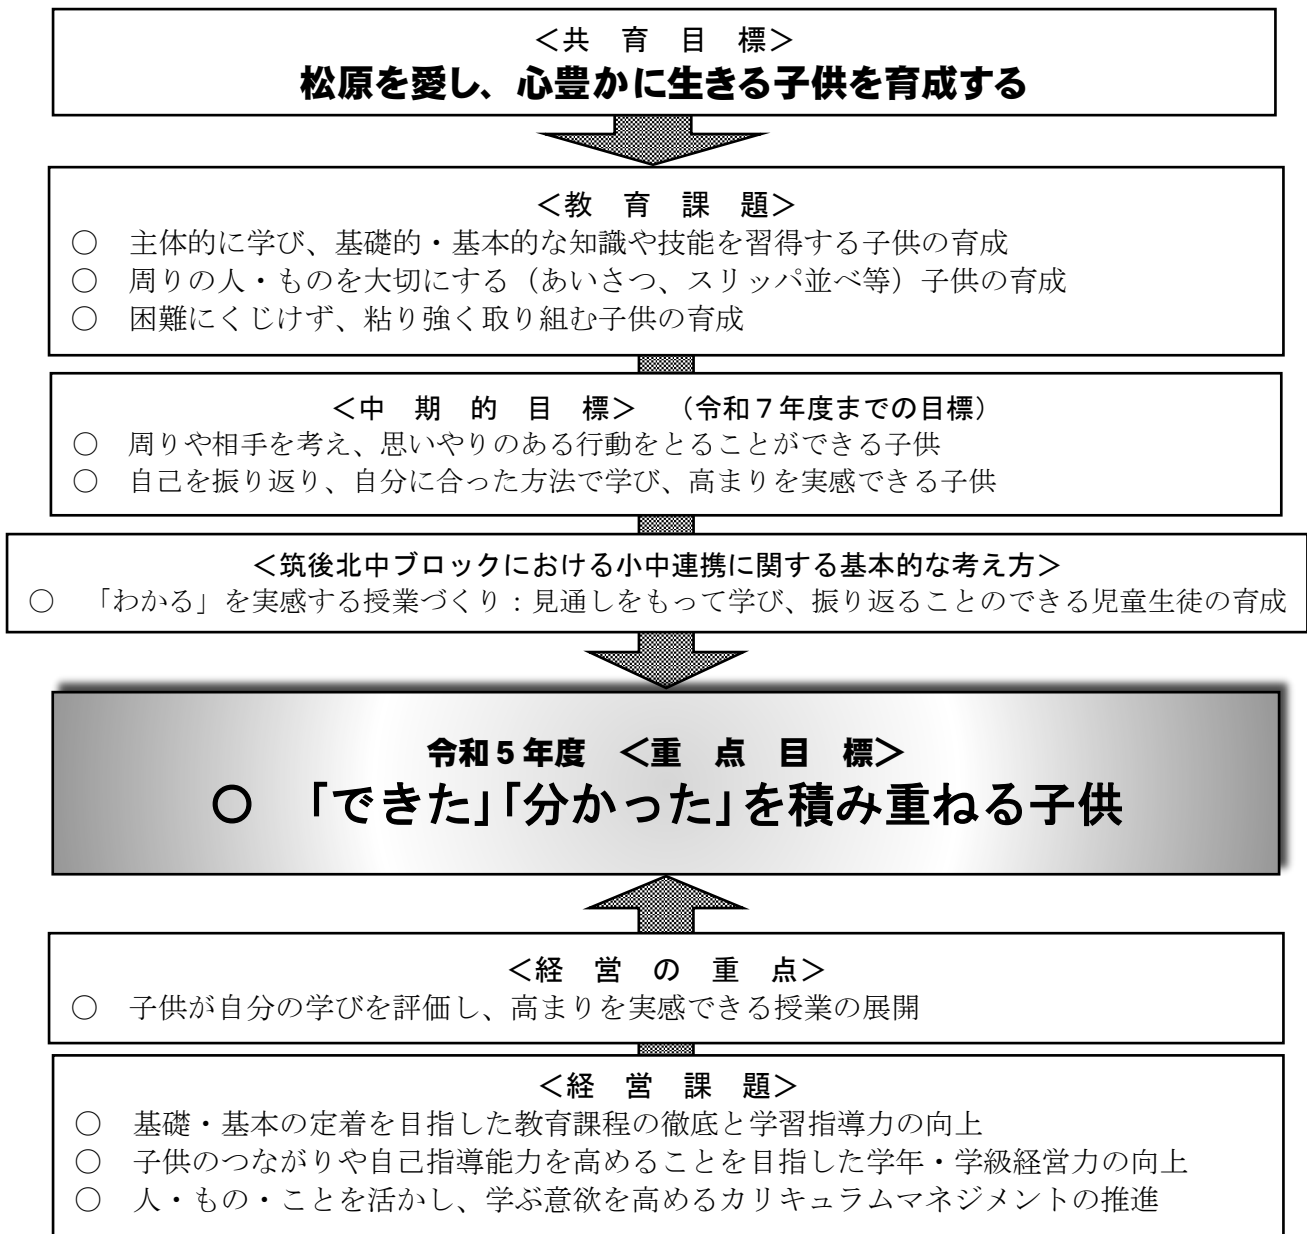 ＜共　育　目　標＞
松原を愛し、心豊かに生きる子供を育成する
＜教　育　課　題＞
○　主体的に学び、基礎的・基本的な知識や技能を習得する子供の育成
○　周りの人・ものを大切にする（あいさつ、スリッパ並べ等）子供の育成
○　困難にくじけず、粘り強く取り組む子供の育成
＜中　期　的　目　標＞　（令和７年度までの目標）
○　周りや相手を考え、思いやりのある行動をとることができる子供
○　自己を振り返り、自分に合った方法で学び、高まりを実感できる子供
＜筑後北中ブロックにおける小中連携に関する基本的な考え方＞
○　「わかる」を実感する授業づくり：見通しをもって学び、振り返ることのできる児童生徒の育成
令和５年度　＜重　点　目　標＞
○　「できた」「分かった」を積み重ねる子供
＜経　営　の　重　点＞
○　子供が自分の学びを評価し、高まりを実感できる授業の展開
＜経　営　課　題＞
○　基礎・基本の定着を目指した教育課程の徹底と学習指導力の向上
○　子供のつながりや自己指導能力を高めることを目指した学年・学級経営力の向上
○　人・もの・ことを活かし、学ぶ意欲を高めるカリキュラムマネジメントの推進